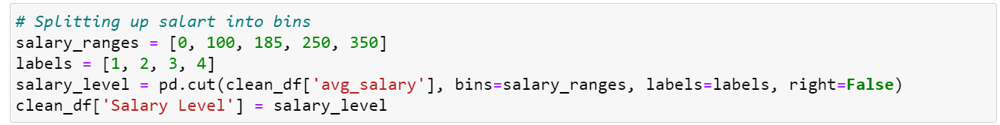 # Splitting up salart into bins
salary_ranges = [0, 100, 185, 250, 350]
labels = [1, 2, 3, 4]
salary_level = pd.cut(clean_df['avg_salary'], bins=salary_ranges, labels=labels, right=False)
clean_df['Salary Level'] = salary_level